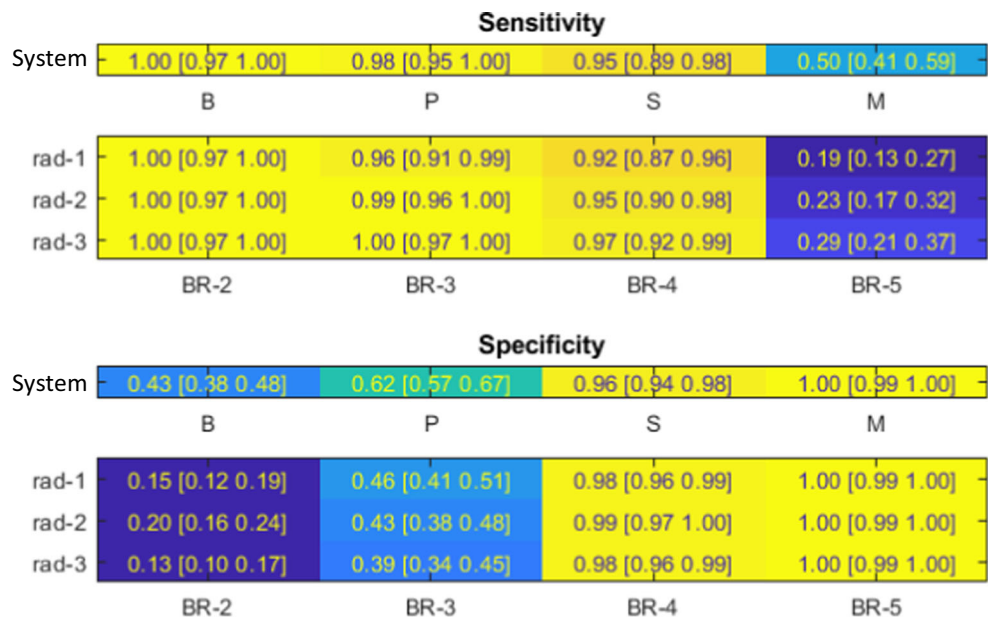 Sensitivity
System 1.00 [0.97 1.00] 0.98 [0.95 1.00] 0.95 [0.89 0.98] 0.50 [0.41 0.59]
B P S M
rad-1 1.00 [0.97 1.00] 0.96 [0.91 0.99] 0.92 [0.87 0.96] 0.19 [0.13 0.27]
rad-2 1.00 [0.97 1.00] 0.99 [0.96 1.00] 0.95 [0.90 0.98] 0.23 [0.17 0.32]
rad-3 1.00 [0.97 1.00] 1.00 [0.97 1.00] 0.97 [0.92 0.99] 0.29 [0.21 0.37]
BR-2 BR-3 BR-4 BR-5
Specificity
System 0.43 [0.38 0.48] 0.62 [0.57 0.67] 0.96 [0.94 0.98] 1.00 [0.99 1.00]
B P S M
rad-1 0.15 [0.12 0.19] 0.46 [0.41 0.51] 0.98 [0.96 0.99] 1.00 [0.99 1.00]
rad-2 0.20 [0.16 0.24] 0.43 [0.38 0.48] 0.99 [0.97 1.00] 1.00 [0.99 1.00]
rad-3 0.13 [0.10 0.17] 0.39 [0.34 0.45] 0.98 [0.96 0.99] 1.00 [0.99 1.00]
BR-2 BR-3 BR-4 BR-5